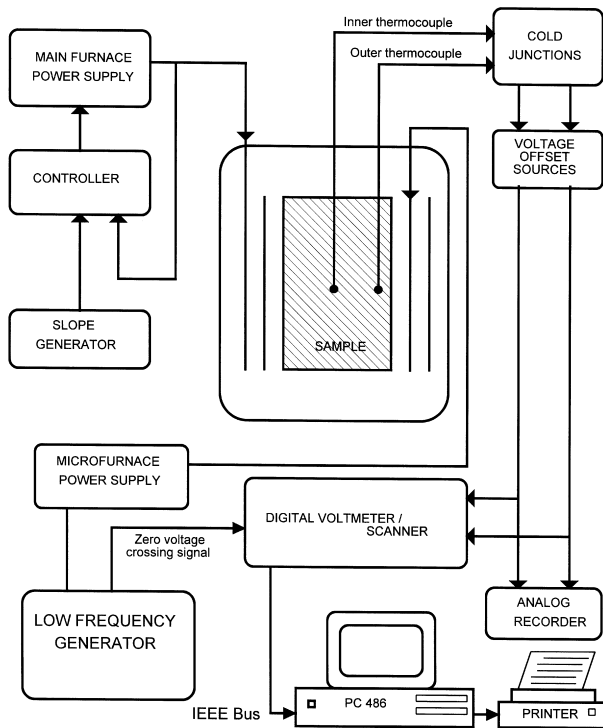 Inner thermocouple
Outer thermocouple
COLD
JUNCTIONS
MAIN FURNACE
POWER SUPPLY
VOLTAGE
OFFSET
SOURCES
CONTROLLER
SLOPE
GENERATOR
SAMPLE
MICROFURNACE
POWER SUPPLY
DIGITAL VOLTMETER /
SCANNER
Zero voltage
crossing signal
LOW FREQUENCY
GENERATOR
ANALOG
RECORDER
IEEE Bus
PC 486
PRINTER